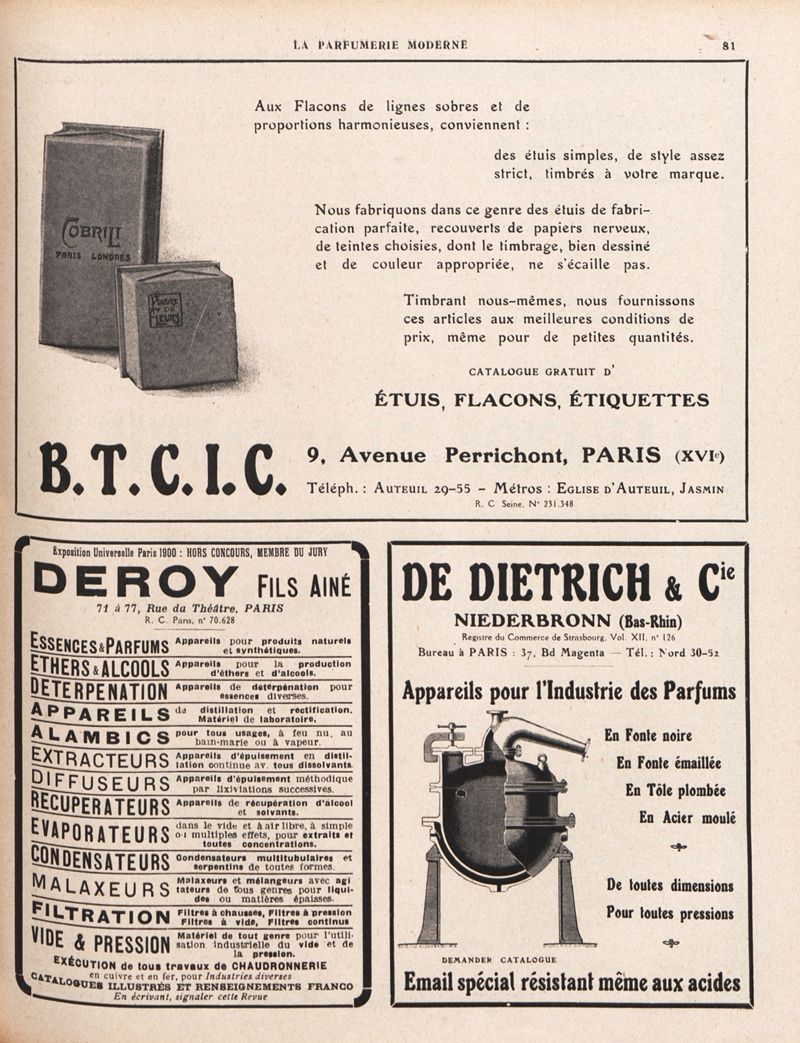 LA PARFUMERIE MODERNE
81
Aux Flacons de lignes sobres et de
proportions harmonieuses, conviennent :
des étuis simples, de style assez
strict, timbrés à votre marque.
Nous fabriquons dans ce genre des étuis de fabri-
cation parfaite, recouverts de papiers nerveux,
de teintes choisies, dont le timbrage, bien dessiné
et de couleur appropriée, ne s'écaille pas.
Timbrant nous-mêmes, nous fournissons
ces articles aux meilleures conditions de
prix, même pour de petites quantités.
COBRILI
PARIS LONDRES
POUDRE
AV DE
FLEURS
CATALOGUE GRATUIT D'
ÉTUIS, FLACONS, ÉTIQUETTES
B.T.C.I.C.
9, Avenue Perrichont, PARIS (XVIe)
Téléph. : AUTEUIL 29-55 - Métros : EGLISE D'AUTEUIL, JASMIN
R. C Seine. N° 231.348
Exposition Universelle Paris 1900 : HORS CONCOURS, MEMBRE DU JURY
DEROY FILS AINÉ
71 à 77, Rue du Théâtre, PARIS
R. C. Paris, n° 70.628
ESSENCES & PARFUMS Appareils pour produits naturels
et synthétiques.
ETHERS & ALCOOLS Appareils pour la production
d'éthers et d'alcools.
DETERPENATION Appareils de déterpénation pour
essences diverses.
APPAREILS de distillation et rectification.
Matériel de laboratoire.
ALAMBICS pour tous usages, à feu nu, au
bain-marie ou à vapeur.
EXTRACTEURS Appareils d'épuisement en distil-
lation continue av. tous dissolvants.
DIFFUSEURS Appareils d'épuisement méthodique
par lixiviations successives.
RECUPERATEURS Appareils de récupération d'alcool
et solvants.
EVAPORATEURS dans le vide et à air libre, à simple
ou multiples effets, pour extraits et
toutes concentrations.
CONDENSATEURS Condensateurs multitubulaires et
serpentins de toutes formes.
MALAXEURS Malaxeurs et mélangeurs avec agi
tateurs de tous genres pour liqui-
des ou matières épaisses.
FILTRATION Filtres à chausses, Filtres à pression
Filtres à vide, Filtres continus
VIDE & PRESSION Matériel de tout genre pour l'utili-
sation industrielle du vide et de
la pression.
EXÉCUTION de tous travaux de CHAUDRONNERIE
en cuivre et en fer, pour Industries diverses
CATALOGUES ILLUSTRÉS ET RENSEIGNEMENTS FRANCO
En écrivant, signaler cette Revue
DE DIETRICH & Cie
NIEDERBRONN (Bas-Rhin)
Registre du Commerce de Strasbourg, Vol. XII, n° 126
Bureau à PARIS : 37, Bd Magenta — Tél. : Nord 30-52
Appareils pour l'Industrie des Parfums
En Fonte noire
En Fonte émaillée
En Tôle plombée
En Acier moulé
De toutes dimensions
Pour toutes pressions
DEMANDER CATALOGUE
Email spécial résistant même aux acides